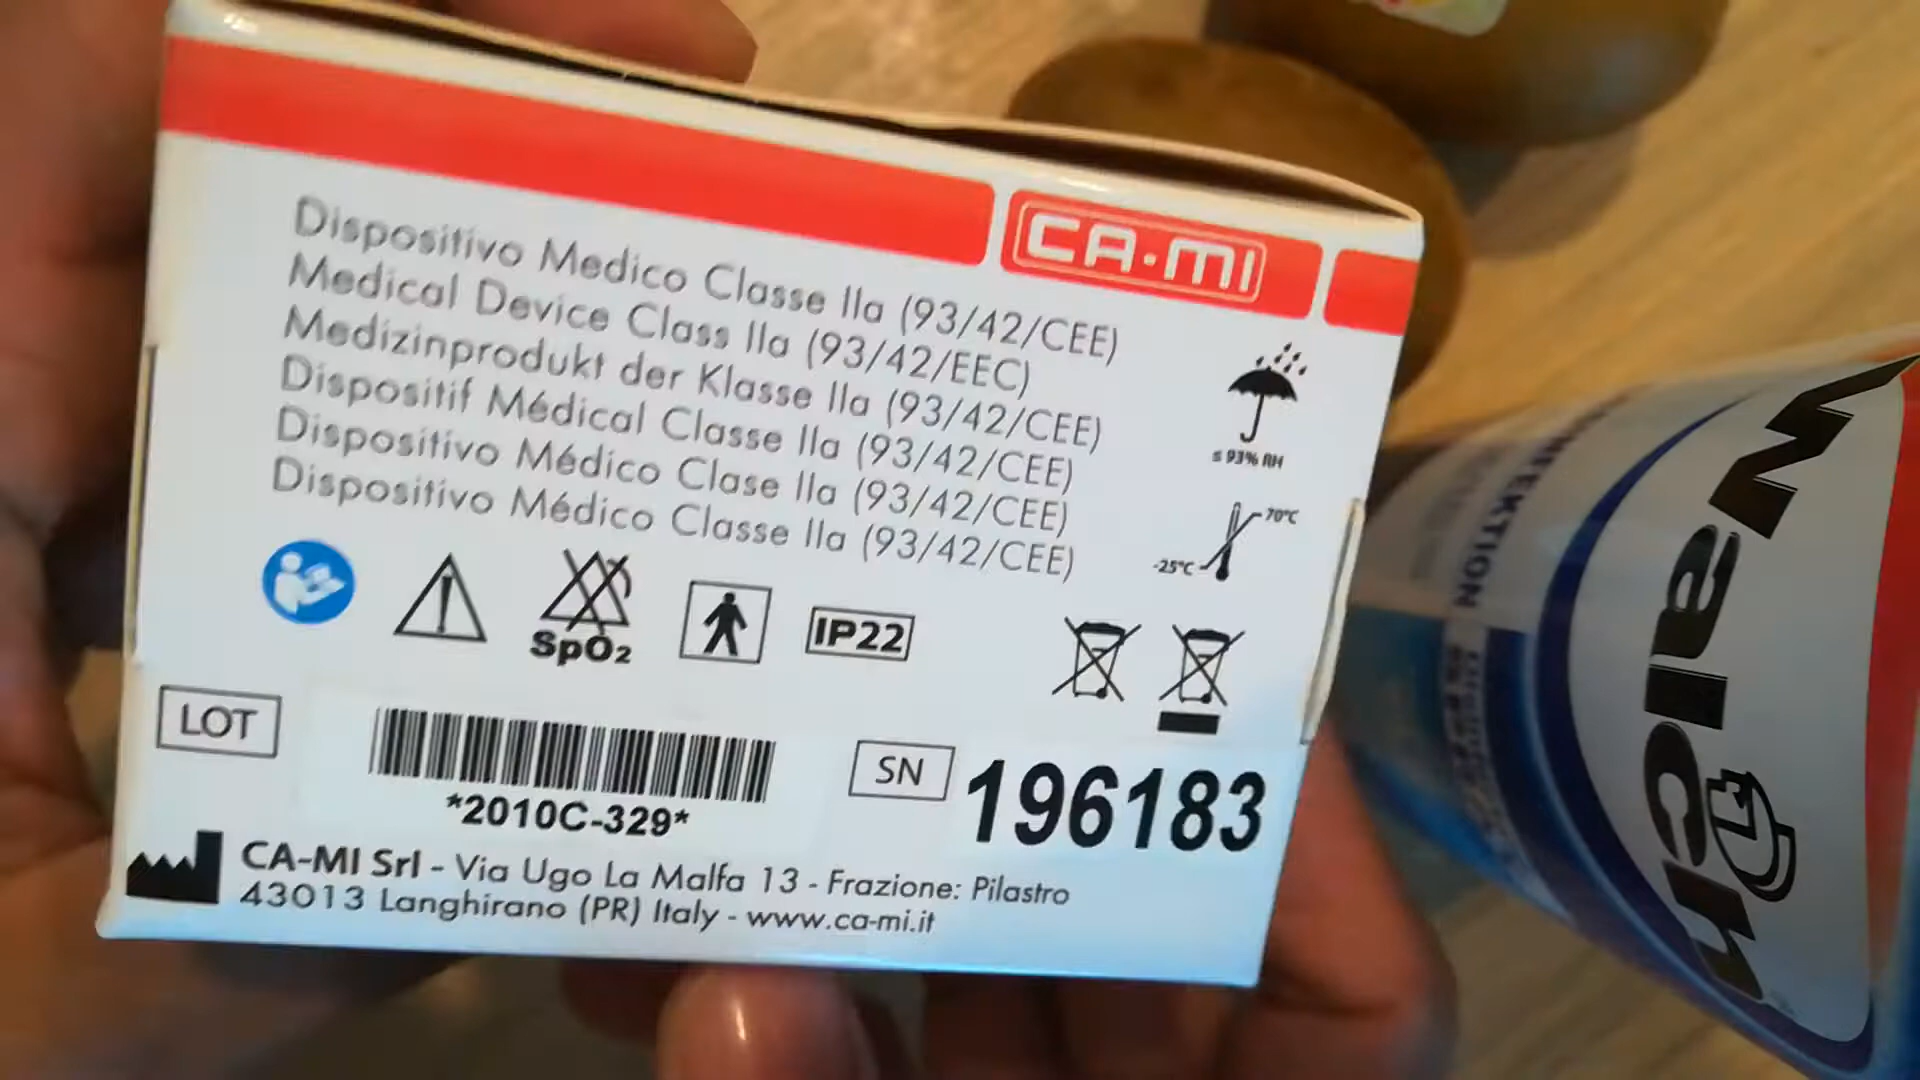 CA-MI
Dispositivo Medico Classe IIa (93/42/CEE)
Medical Device Class IIa (93/42/EEC)
Medizinprodukt der Klasse IIa (93/42/CEE)
Dispositif Médical Classe IIa (93/42/CEE)
Dispositivo Médico Clase IIa (93/42/CEE)
Dispositivo Médico Classe IIa (93/42/CEE)
≤ 93% RH
70°C
-25°C
SpO2
IP22
LOT
*2010C-329*
SN 196183
CA-MI Srl - Via Ugo La Malfa 13 - Frazione: Pilastro
43013 Langhirano (PR) Italy - www.ca-mi.it
Walch